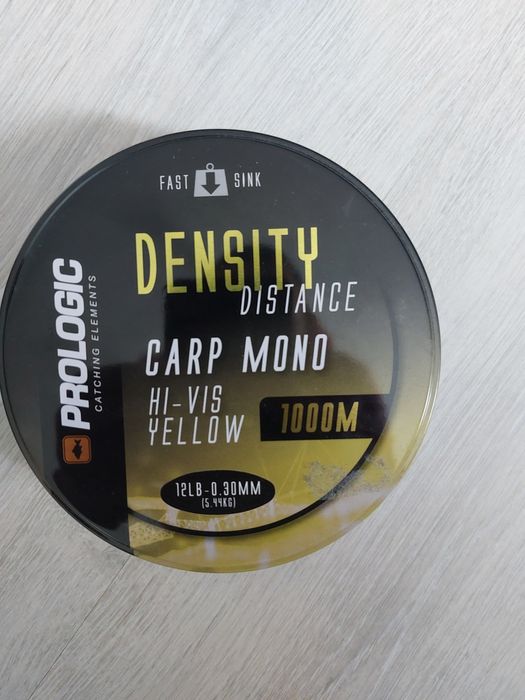 FAST SINK
DENSITY
DISTANCE
CARP MONO
HI-VIS
YELLOW
1000M
12LB-0.30MM
(5.44KG)
PROLOGIC
CATCHING ELEMENTS